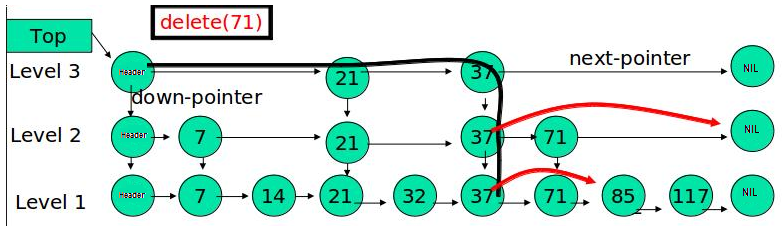 delete(71)
Top
Level 3 Header 21 37 next-pointer NIL
down-pointer
Level 2 Header 7 21 37 71 NIL
Level 1 Header 7 14 21 32 37 71 85 117 NIL